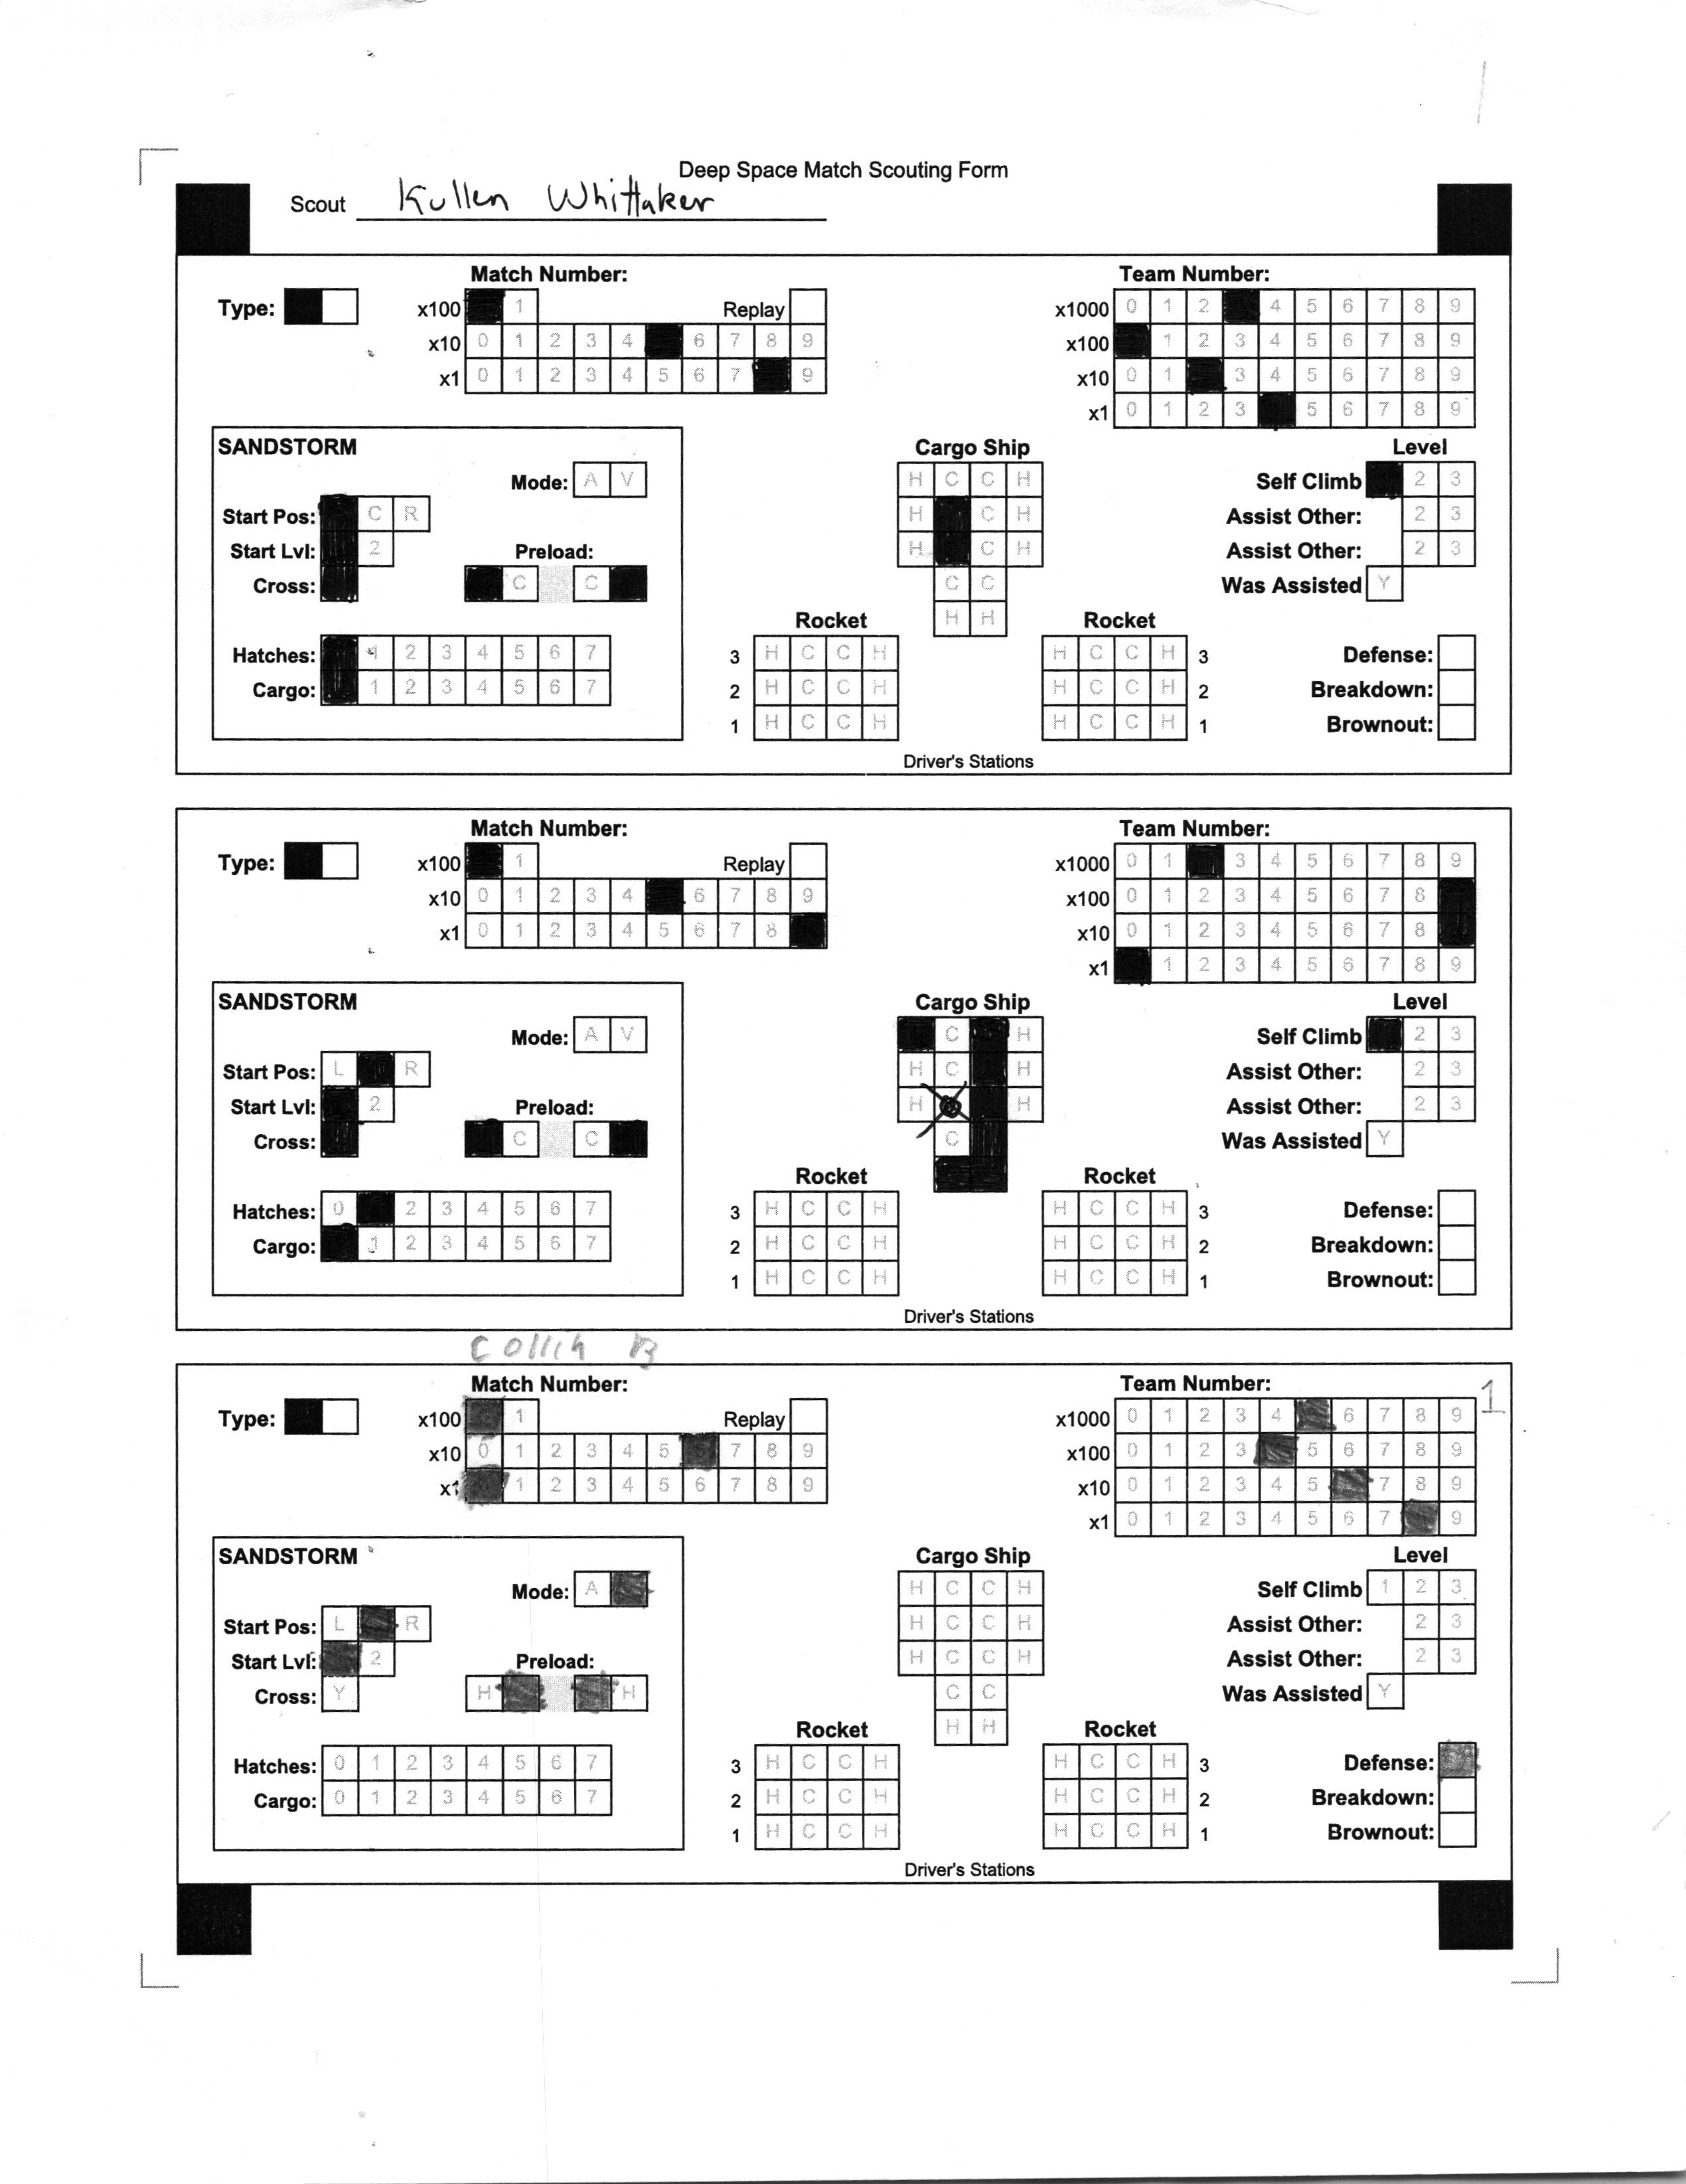 Deep Space Match Scouting Form
Scout Kullen Whittaker
Match Number: Team Number:
Type: x100 1 Replay x1000 0 1 2 4 5 6 7 8 9
x10 0 1 2 3 4 6 7 8 9 x100 1 2 3 4 5 6 7 8 9
x1 0 1 2 3 4 5 6 7 9 x10 0 1 3 4 5 6 7 8 9
x1 0 1 2 3 5 6 7 8 9
SANDSTORM Cargo Ship Level
Mode: A V H C C H Self Climb 2 3
Start Pos: C R H C H Assist Other: 2 3
Start Lvl: 2 Preload: H C H Assist Other: 2 3
Cross: C C C C Was Assisted Y
Rocket H H Rocket
Hatches: 1 2 3 4 5 6 7 3 H C C H H C C H 3 Defense:
Cargo: 1 2 3 4 5 6 7 2 H C C H H C C H 2 Breakdown:
1 H C C H H C C H 1 Brownout:
Driver's Stations
Match Number: Team Number:
Type: x100 1 Replay x1000 0 1 3 4 5 6 7 8 9
x10 0 1 2 3 4 6 7 8 9 x100 0 1 2 3 4 5 6 7 8
x1 0 1 2 3 4 5 6 7 8 x10 0 1 2 3 4 5 6 7 8
x1 1 2 3 4 5 6 7 8 9
SANDSTORM Cargo Ship Level
Mode: A V C H Self Climb 2 3
Start Pos: L R H C H Assist Other: 2 3
Start Lvl: 2 Preload: H H Assist Other: 2 3
Cross: C C C Was Assisted Y
Rocket Rocket
Hatches: 0 2 3 4 5 6 7 3 H C C H H C C H 3 Defense:
Cargo: 1 2 3 4 5 6 7 2 H C C H H C C H 2 Breakdown:
1 H C C H H C C H 1 Brownout:
Driver's Stations
Collin B
Match Number: Team Number: 1
Type: x100 1 Replay x1000 0 1 2 3 4 6 7 8 9
x10 0 1 2 3 4 5 7 8 9 x100 0 1 2 3 5 6 7 8 9
x1 1 2 3 4 5 6 7 8 9 x10 0 1 2 3 4 5 7 8 9
x1 0 1 2 3 4 5 6 7 9
SANDSTORM Cargo Ship Level
Mode: A H C C H Self Climb 1 2 3
Start Pos: L R H C C H Assist Other: 2 3
Start Lvl: 2 Preload: H C C H Assist Other: 2 3
Cross: Y H H C C Was Assisted Y
Rocket H H Rocket
Hatches: 0 1 2 3 4 5 6 7 3 H C C H H C C H 3 Defense:
Cargo: 0 1 2 3 4 5 6 7 2 H C C H H C C H 2 Breakdown:
1 H C C H H C C H 1 Brownout:
Driver's Stations